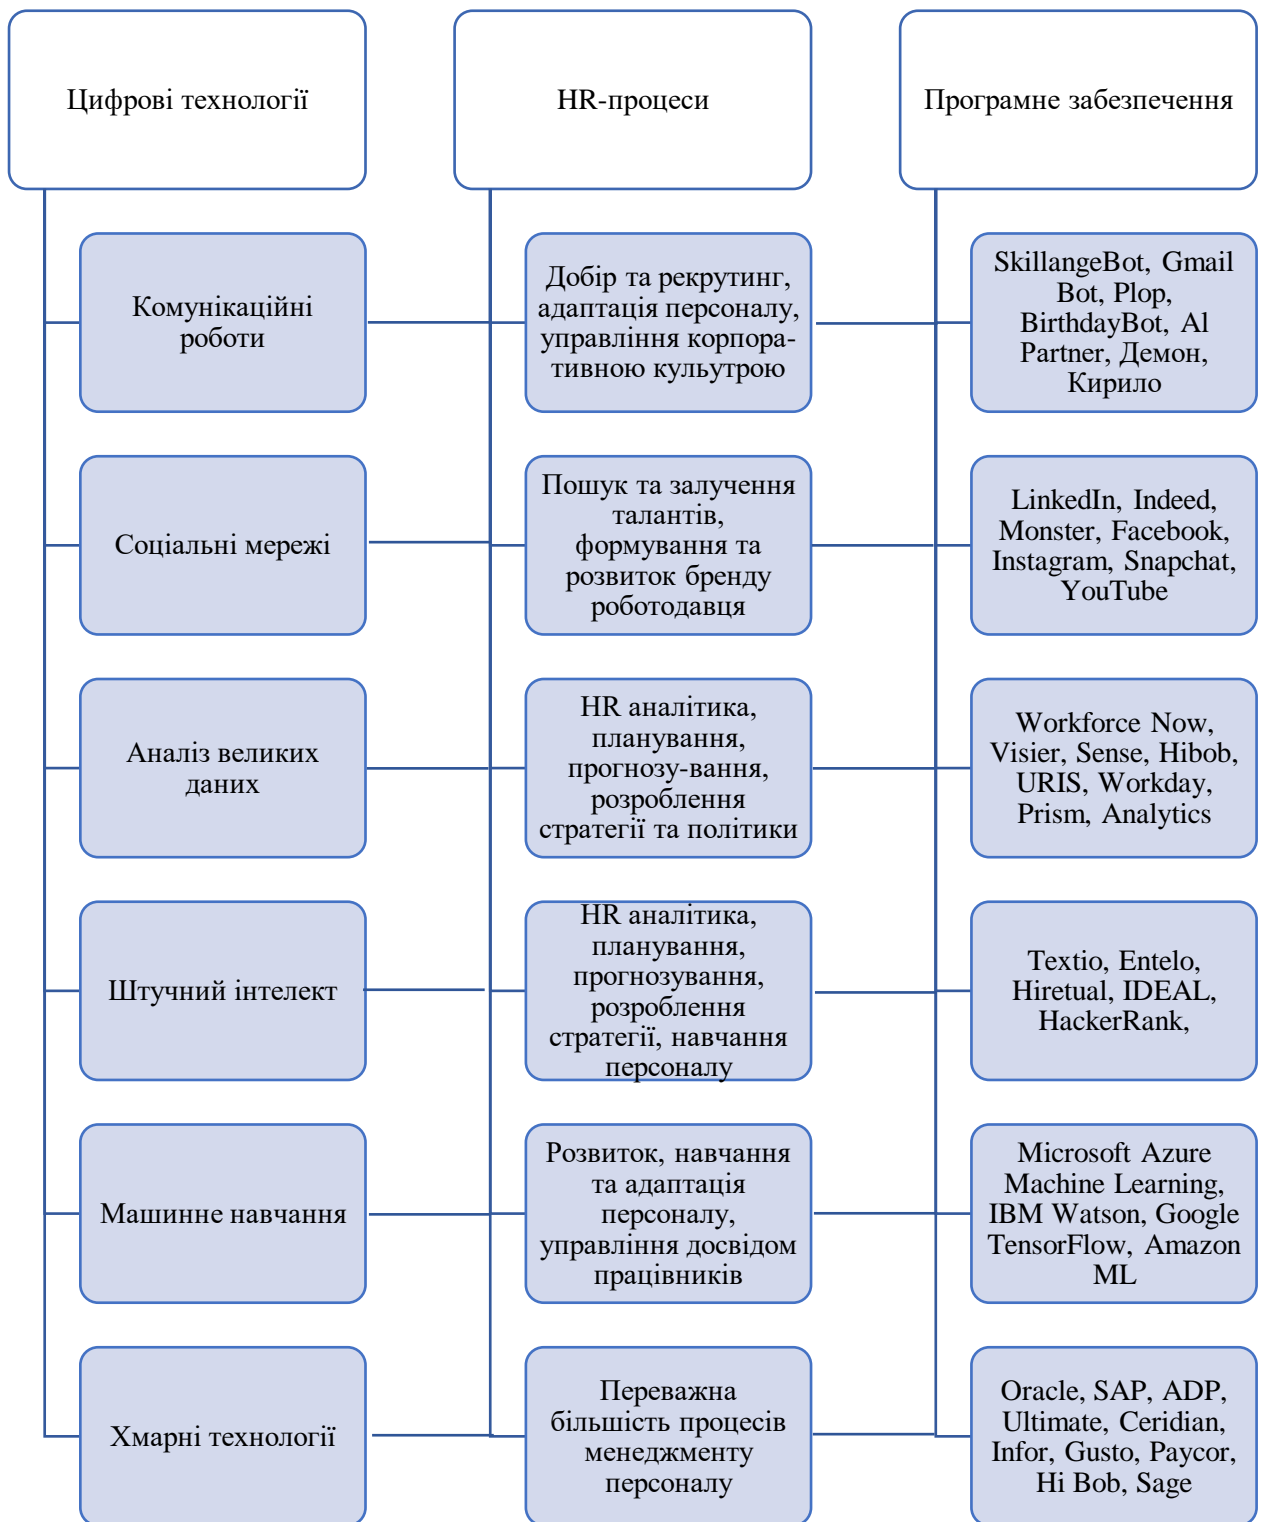 Цифрові технології
HR-процеси
Програмне забезпечення
Комунікаційні
роботи
Добір та рекрутинг,
адаптація персоналу,
управління корпора-
тивною кульутрою
SkillangeBot, Gmail
Bot, Plop,
BirthdayBot, Al
Partner, Демон,
Кирило
Соціальні мережі
Пошук та залучення
талантів,
формування та
розвиток бренду
роботодавця
LinkedIn, Indeed,
Monster, Facebook,
Instagram, Snapchat,
YouTube
Аналіз великих
даних
HR аналітика,
планування,
прогнозу-вання,
розроблення
стратегії та політики
Workforce Now,
Visier, Sense, Hibob,
URIS, Workday,
Prism, Analytics
Штучний інтелект
HR аналітика,
планування,
прогнозування,
розроблення
стратегії, навчання
персоналу
Textio, Entelo,
Hiretual, IDEAL,
HackerRank,
Машинне навчання
Розвиток, навчання
та адаптація
персоналу,
управління досвідом
працівників
Microsoft Azure
Machine Learning,
IBM Watson, Google
TensorFlow, Amazon
ML
Хмарні технології
Переважна
більшість процесів
менеджменту
персоналу
Oracle, SAP, ADP,
Ultimate, Ceridian,
Infor, Gusto, Paycor,
Hi Bob, Sage